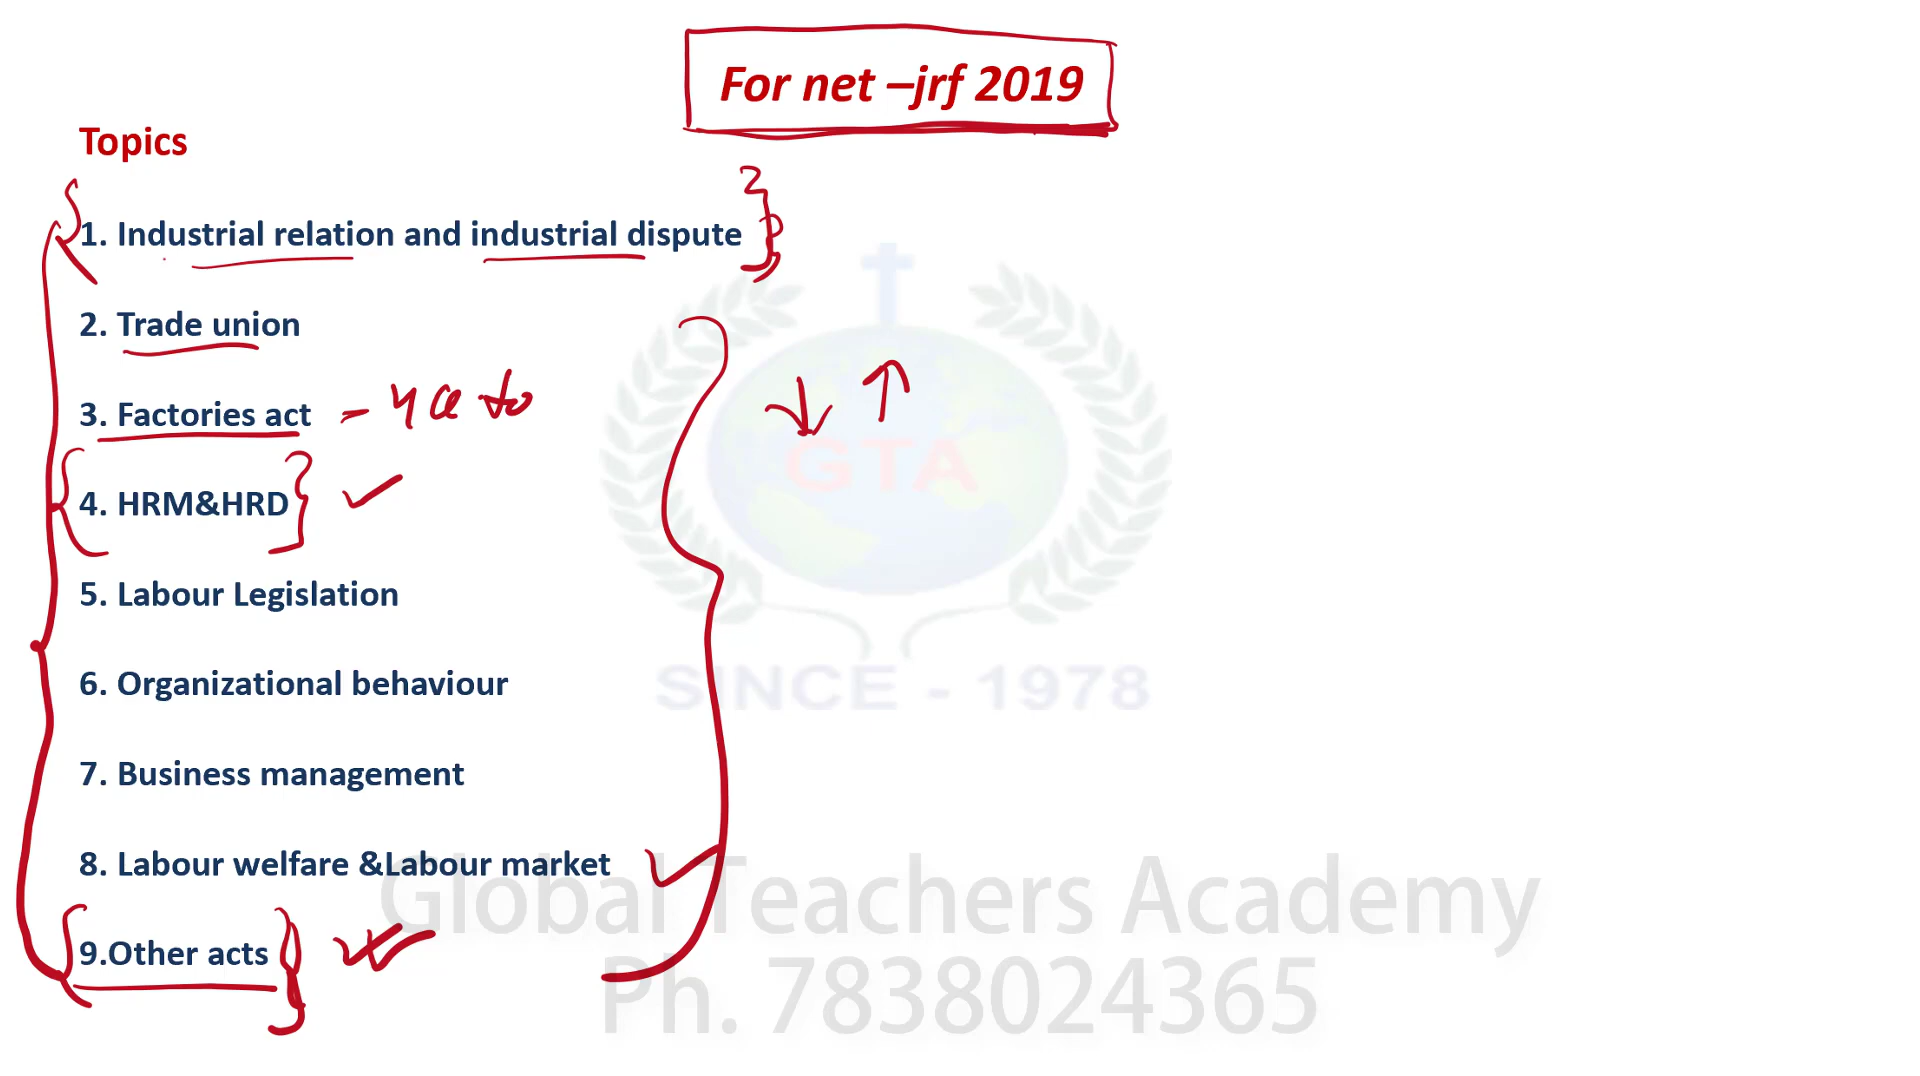 For net –jrf 2019
Topics
1. Industrial relation and industrial dispute
2. Trade union
3. Factories act
4. HRM&HRD
5. Labour Legislation
6. Organizational behaviour
7. Business management
8. Labour welfare &Labour market
9.Other acts
GTA
SINCE - 1978
Global Teachers Academy
Ph. 7838024365